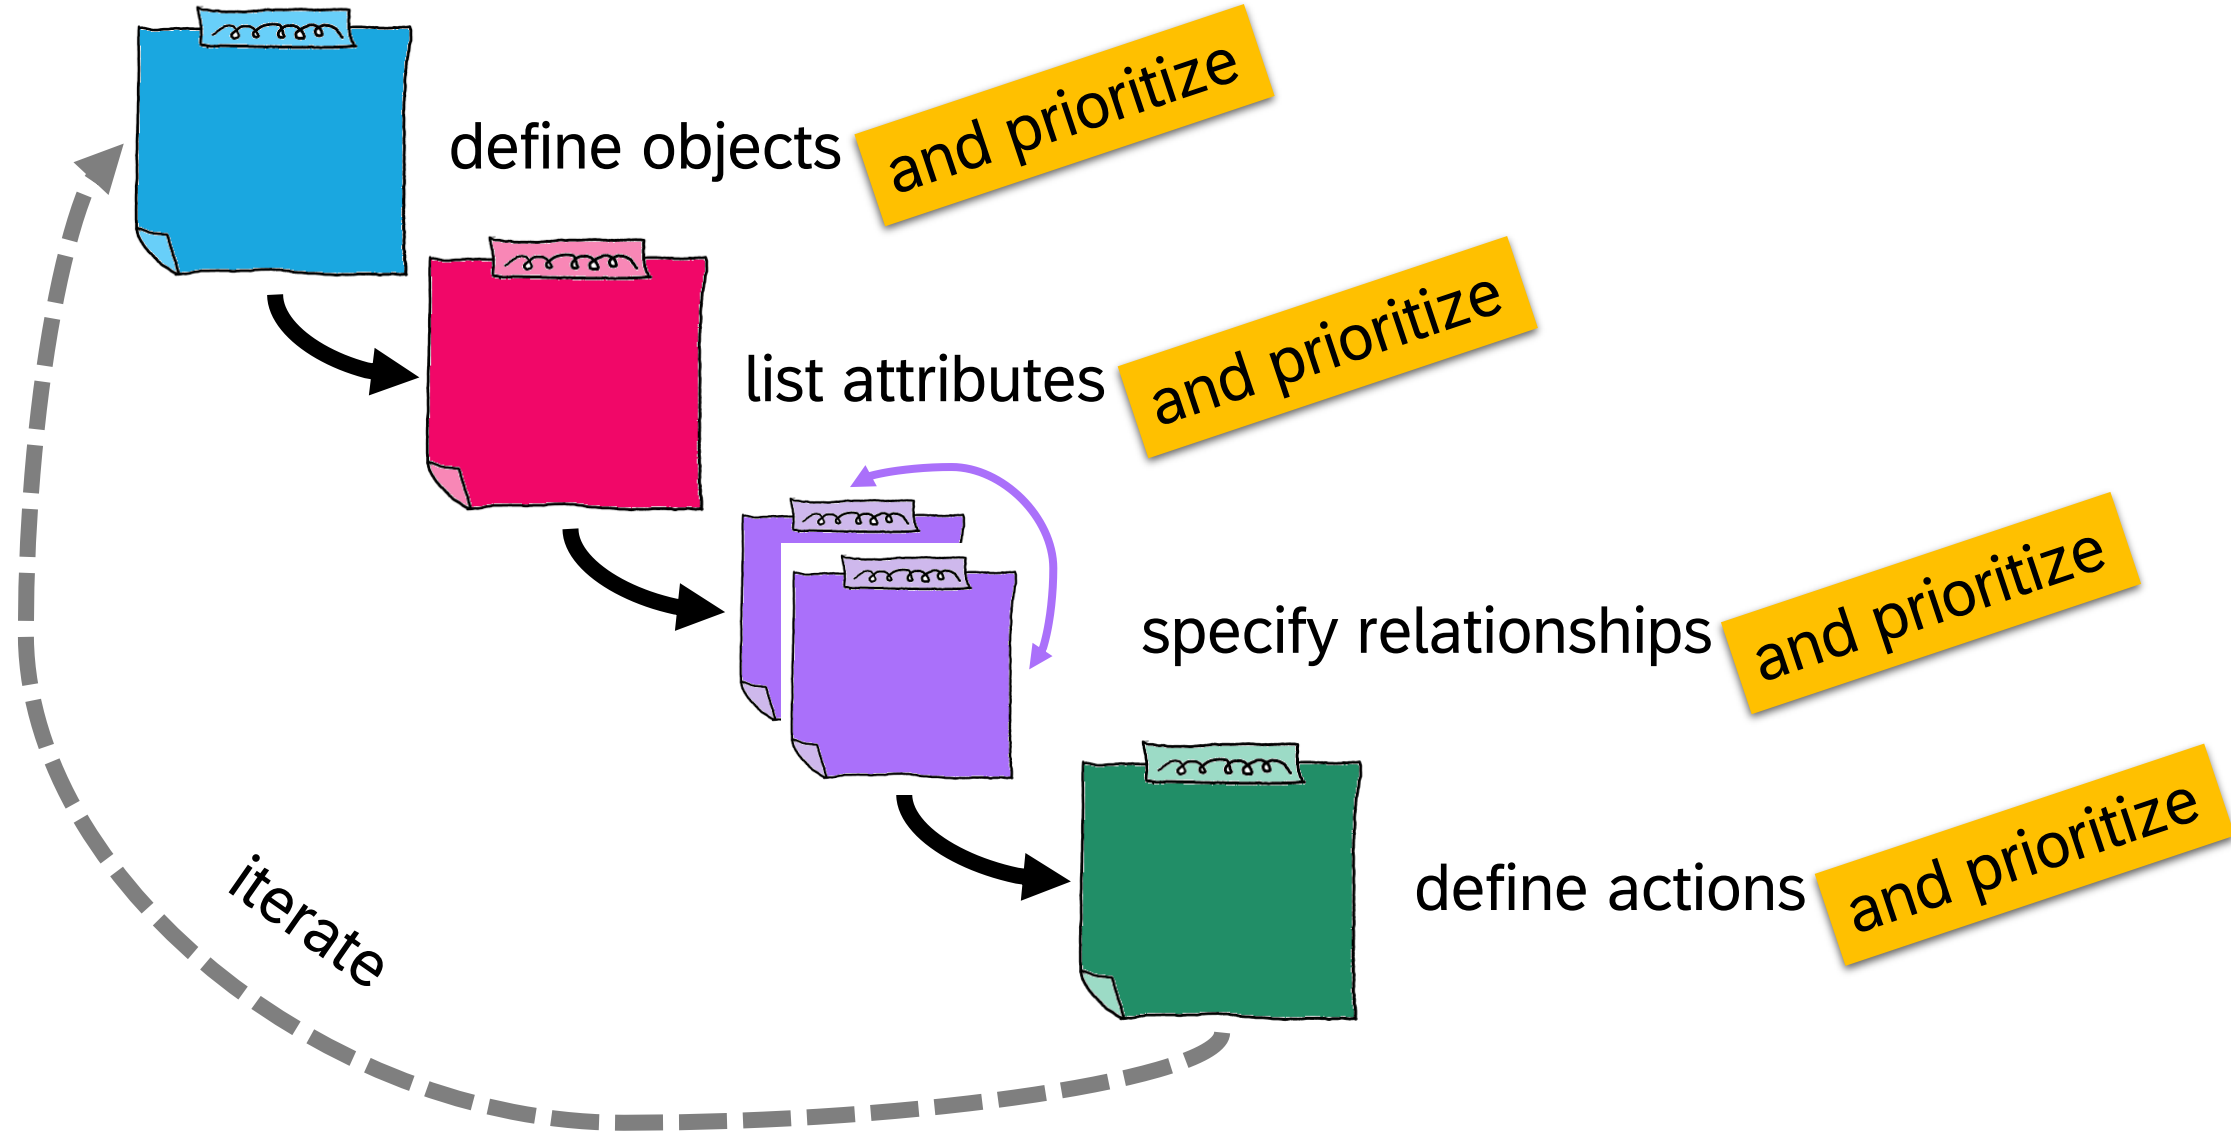 define objects and prioritize
list attributes and prioritize
specify relationships and prioritize
define actions and prioritize
iterate